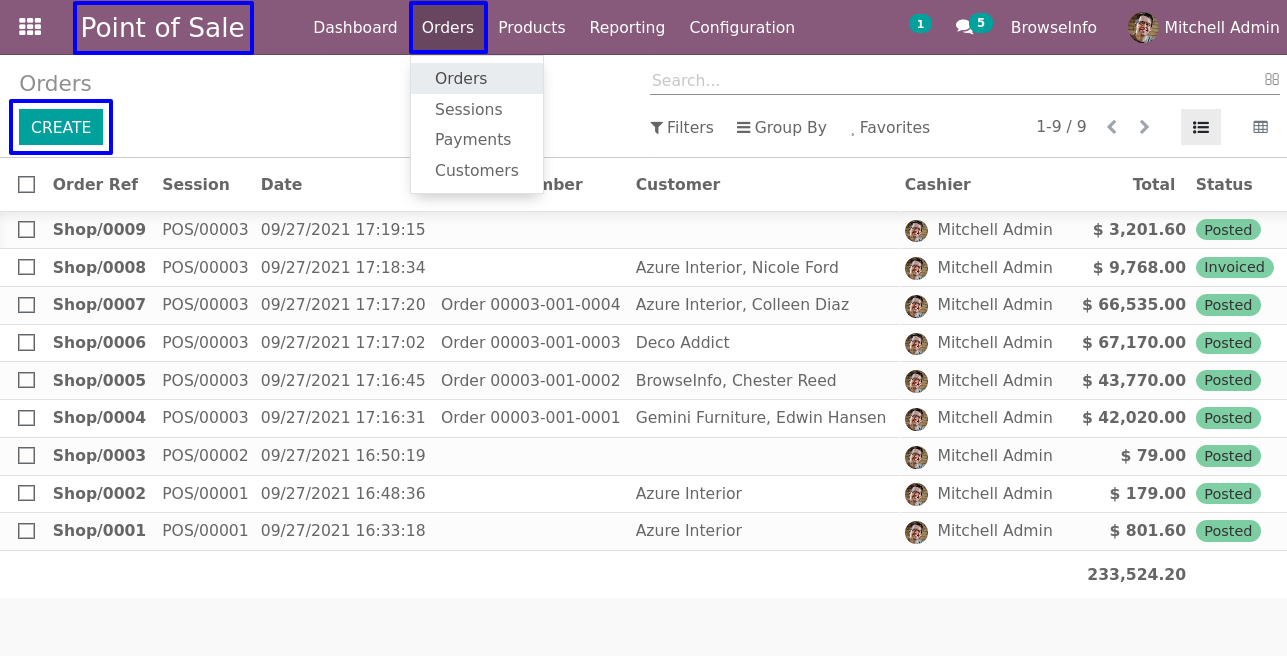 Point of Sale Dashboard Orders Products Reporting Configuration 1 5 BrowseInfo Mitchell Admin
Orders Search...
Orders
Sessions
Payments
Customers
CREATE Filters Group By Favorites 1-9 / 9
Order Ref Session Date mber Customer Cashier Total Status
Shop/0009 POS/00003 09/27/2021 17:19:15 Mitchell Admin $ 3,201.60 Posted
Shop/0008 POS/00003 09/27/2021 17:18:34 Azure Interior, Nicole Ford Mitchell Admin $ 9,768.00 Invoiced
Shop/0007 POS/00003 09/27/2021 17:17:20 Order 00003-001-0004 Azure Interior, Colleen Diaz Mitchell Admin $ 66,535.00 Posted
Shop/0006 POS/00003 09/27/2021 17:17:02 Order 00003-001-0003 Deco Addict Mitchell Admin $ 67,170.00 Posted
Shop/0005 POS/00003 09/27/2021 17:16:45 Order 00003-001-0002 BrowseInfo, Chester Reed Mitchell Admin $ 43,770.00 Posted
Shop/0004 POS/00003 09/27/2021 17:16:31 Order 00003-001-0001 Gemini Furniture, Edwin Hansen Mitchell Admin $ 42,020.00 Posted
Shop/0003 POS/00002 09/27/2021 16:50:19 Mitchell Admin $ 79.00 Posted
Shop/0002 POS/00001 09/27/2021 16:48:36 Azure Interior Mitchell Admin $ 179.00 Posted
Shop/0001 POS/00001 09/27/2021 16:33:18 Azure Interior Mitchell Admin $ 801.60 Posted
233,524.20